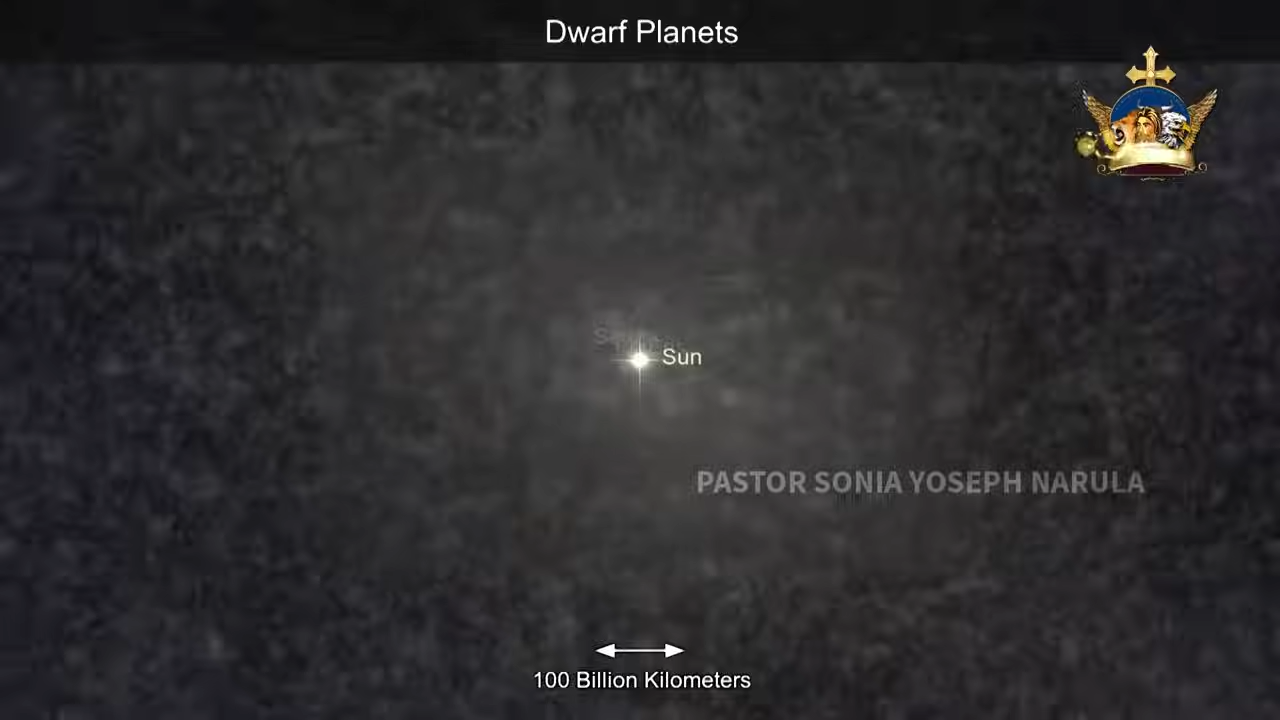 Dwarf Planets
Sun
PASTOR SONIA YOSEPH NARULA
100 Billion Kilometers